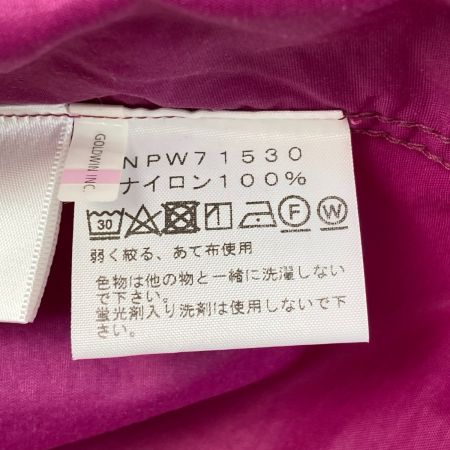 GOLDWIN INC.
NPW71530
ナイロン100%
30 F W
弱く絞る、あて布使用
色物は他の物と一緒に洗濯しない
で下さい。
蛍光剤入り洗剤は使用しないで下
さい。